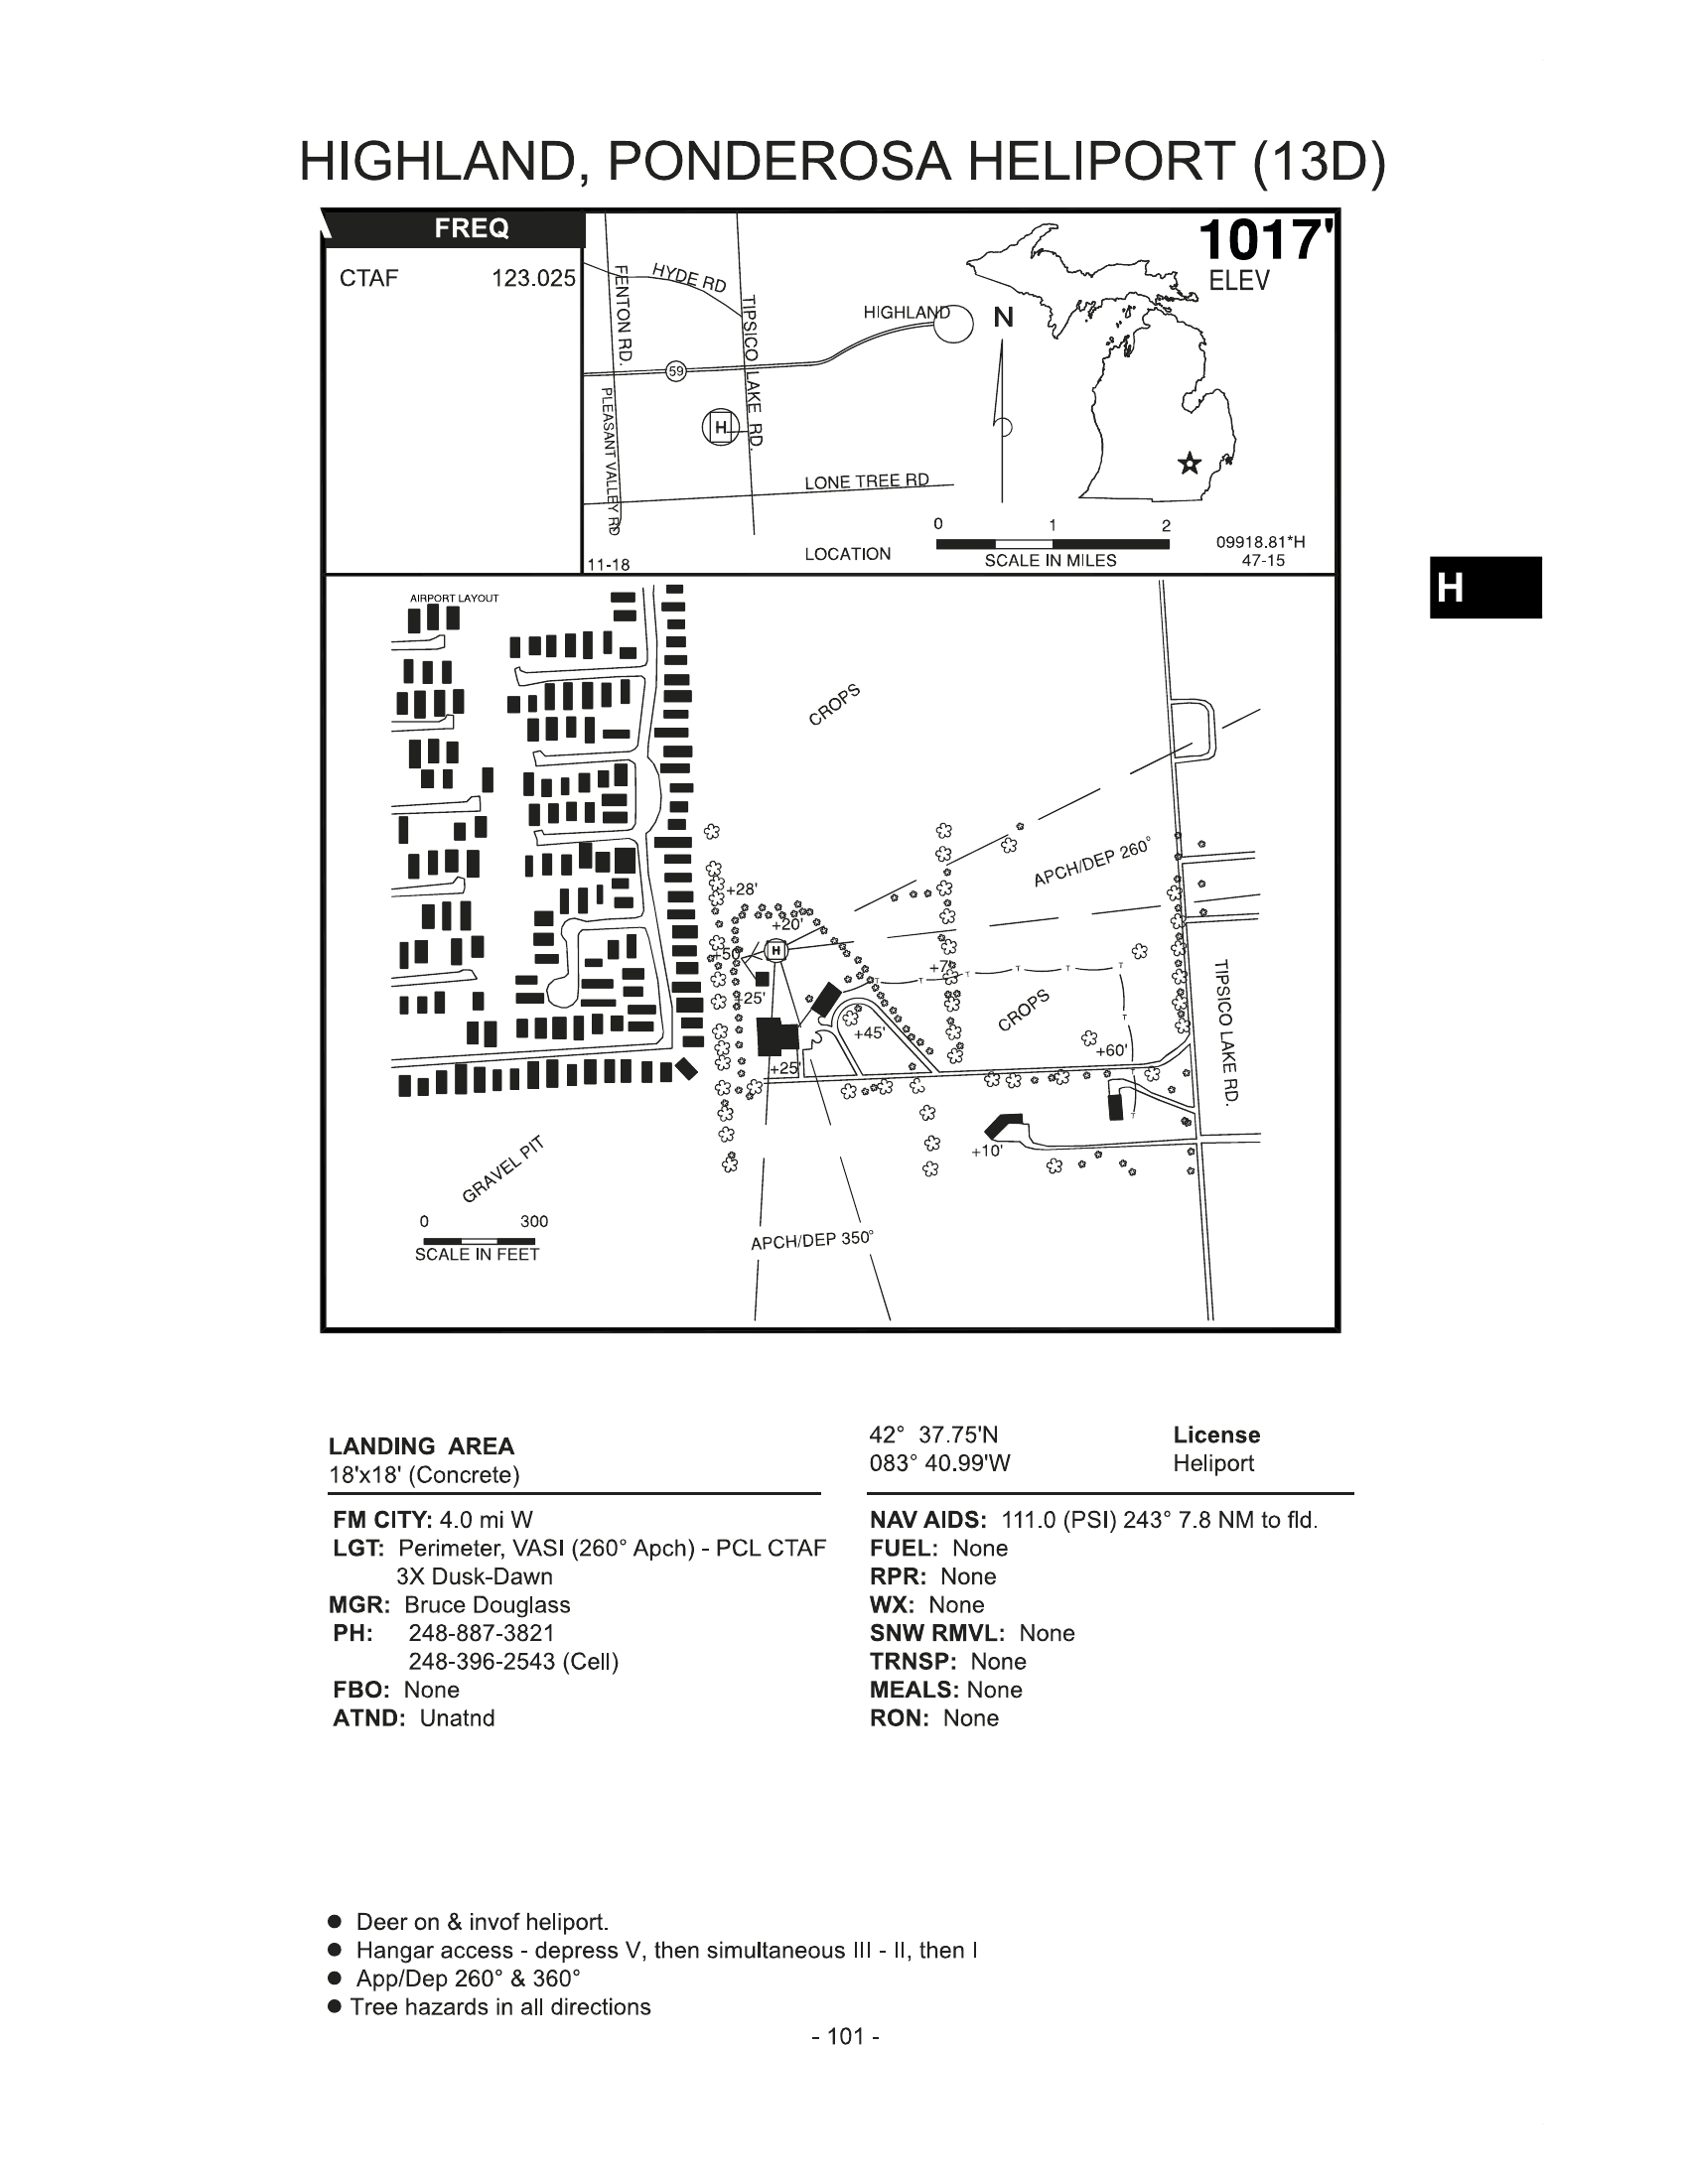 HIGHLAND, PONDEROSA HELIPORT (13D)
FREQ
CTAF 123.025
FENTON RD.
HYDE RD
TIPSICO LAKE RD.
HIGHLAND
59
PLEASANT VALLEY RD
H
LONE TREE RD
N
1017'
ELEV
0 1 2
SCALE IN MILES
LOCATION
11-18
09918.81*H
47-15
H
AIRPORT LAYOUT
CROPS
APCH/DEP 260°
+28'
+20'
H
+50'
+25'
+7'
CROPS
+45'
+60'
+25'
TIPSICO LAKE RD.
+10'
GRAVEL PIT
0 300
SCALE IN FEET
APCH/DEP 350°
LANDING AREA
18'x18' (Concrete)
42° 37.75'N
083° 40.99'W
License
Heliport
FM CITY: 4.0 mi W
LGT: Perimeter, VASI (260° Apch) - PCL CTAF
3X Dusk-Dawn
MGR: Bruce Douglass
PH: 248-887-3821
248-396-2543 (Cell)
FBO: None
ATND: Unatnd
NAV AIDS: 111.0 (PSI) 243° 7.8 NM to fld.
FUEL: None
RPR: None
WX: None
SNW RMVL: None
TRNSP: None
MEALS: None
RON: None
● Deer on & invof heliport.
● Hangar access - depress V, then simultaneous III - II, then I
● App/Dep 260° & 360°
● Tree hazards in all directions
- 101 -